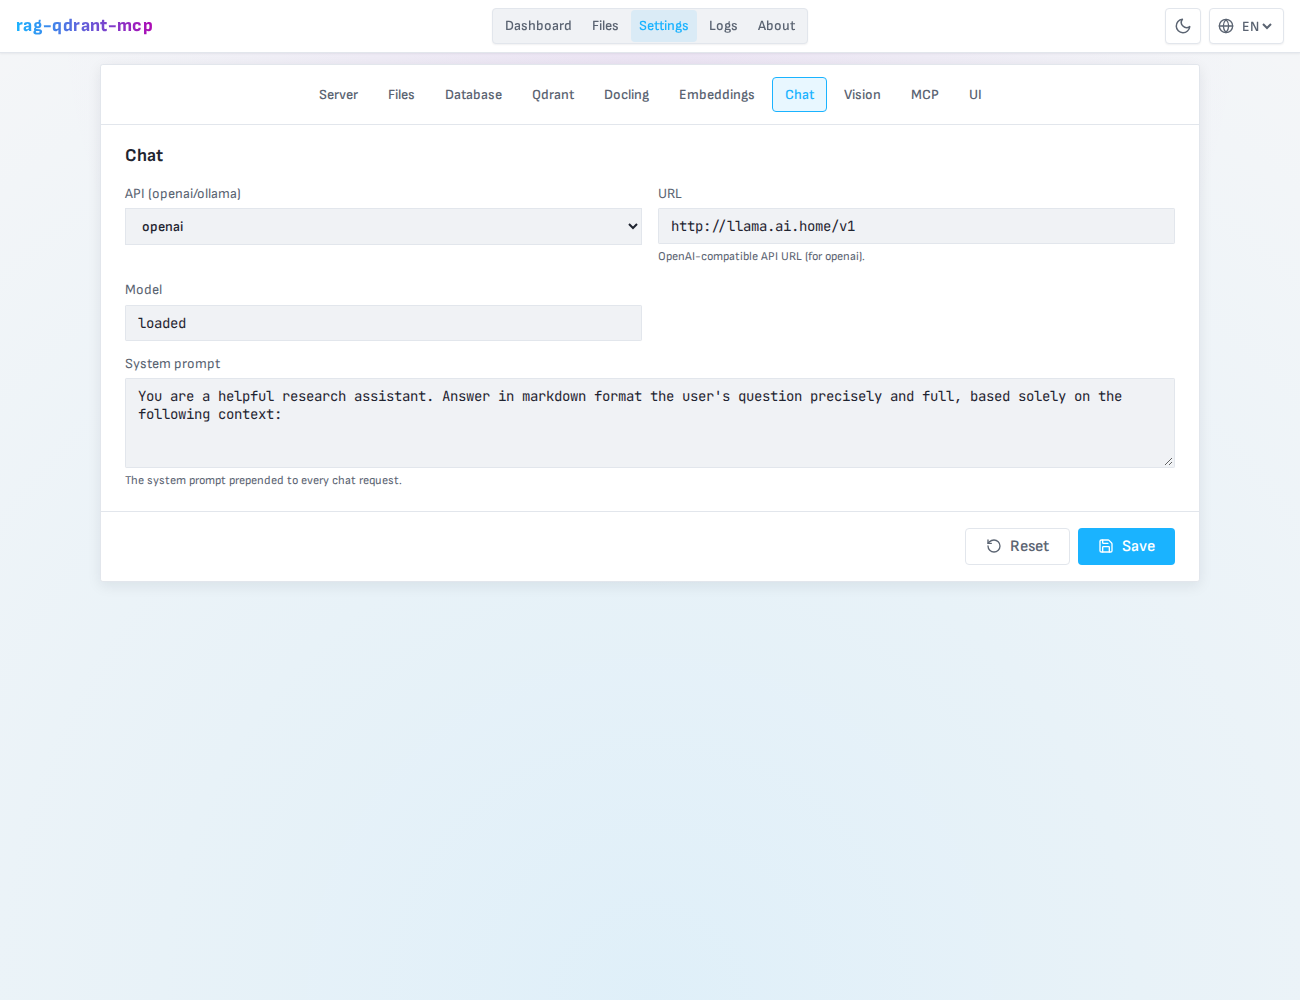 rag-qdrant-mcp
Dashboard Files Settings Logs About
EN
Server Files Database Qdrant Docling Embeddings Chat Vision MCP UI
Chat
API (openai/ollama)
openai
URL
http://llama.ai.home/v1
OpenAI-compatible API URL (for openai).
Model
loaded
System prompt
You are a helpful research assistant. Answer in markdown format the user's question precisely and full, based solely on the
following context:
The system prompt prepended to every chat request.
Reset
Save